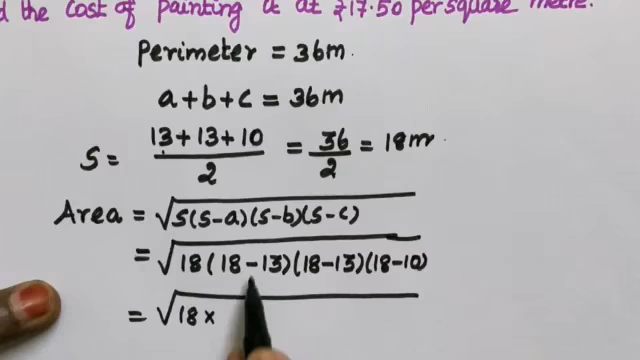 d the cost of painting it at ₹17.50 per square metre.
Perimeter = 36m.
a+b+c = 36m
S = (13+13+10)/2 = 36/2 = 18m
Area = √S(S-a)(S-b)(S-c)
= √18(18-13)(18-13)(18-10)
= √18×